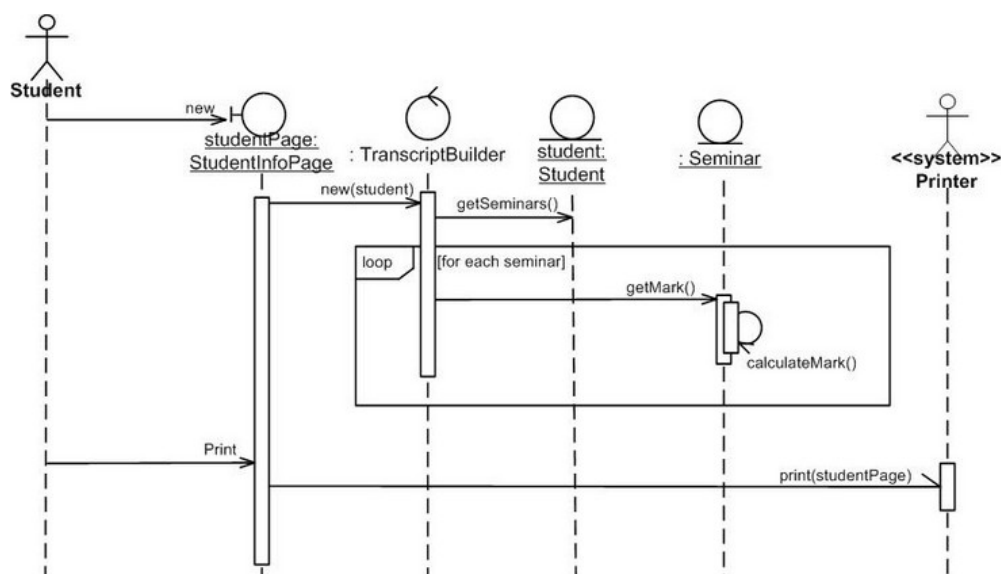 Student
new
studentPage:
StudentInfoPage
: TranscriptBuilder
student:
Student
: Seminar
<<system>>
Printer
new(student)
getSeminars()
loop
[for each seminar]
getMark()
calculateMark()
Print
print(studentPage)